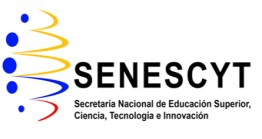 SENESCYT
Secretaría Nacional de Educación Superior,
Ciencia, Tecnología e Innovación